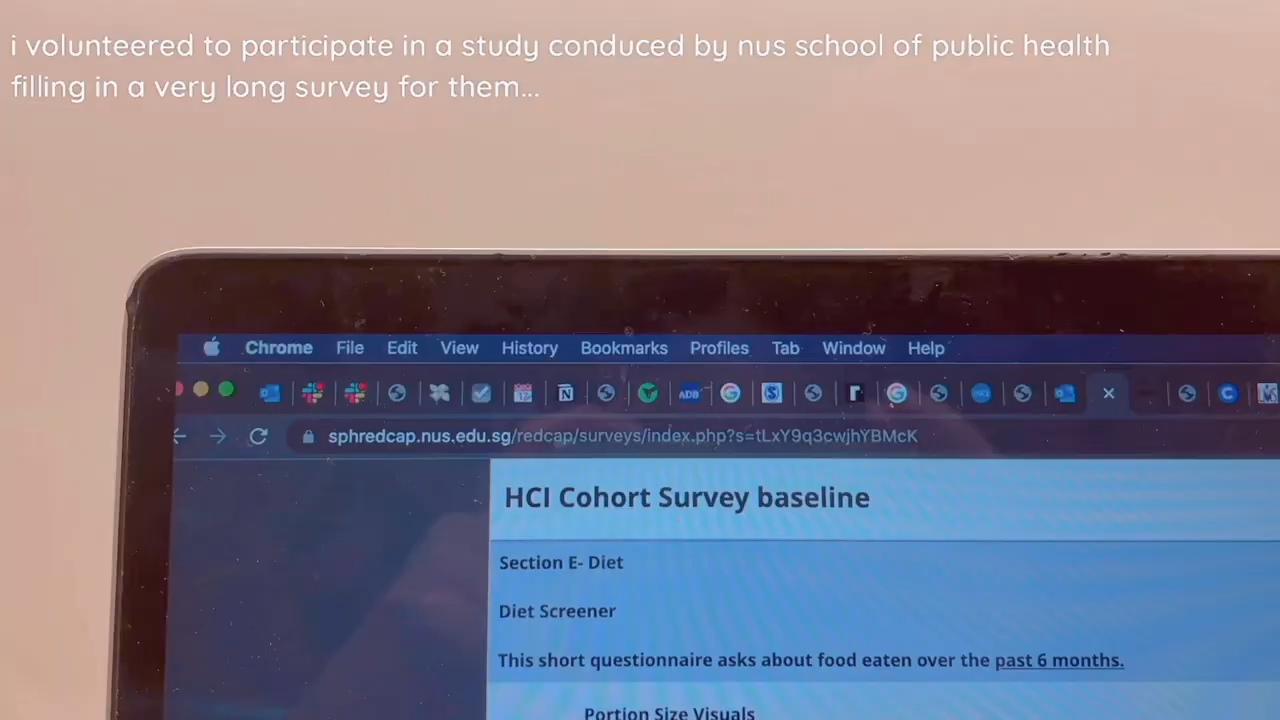 i volunteered to participate in a study conduced by nus school of public health
filling in a very long survey for them...
Chrome File Edit View History Bookmarks Profiles Tab Window Help
ADB
sphredcap.nus.edu.sg/redcap/surveys/index.php?s=tLxY9q3cwjhYBMcK
HCI Cohort Survey baseline
Section E- Diet
Diet Screener
This short questionnaire asks about food eaten over the past 6 months.
Portion Size Visuals